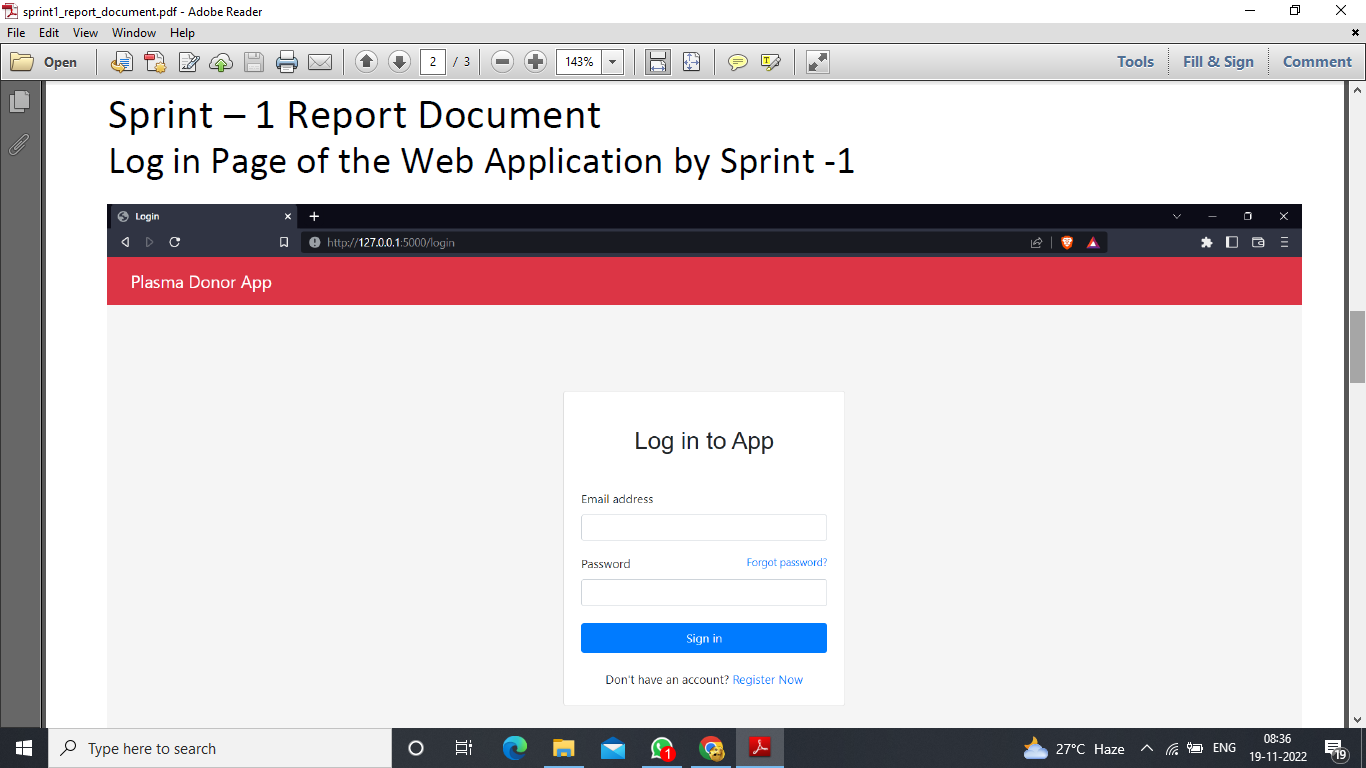 sprint1_report_document.pdf - Adobe Reader
File Edit View Window Help
Open 2 / 3 143% Tools Fill & Sign Comment
Sprint – 1 Report Document
Log in Page of the Web Application by Sprint -1
Login
http://127.0.0.1:5000/login
Plasma Donor App
Log in to App
Email address
Password Forgot password?
Sign in
Don't have an account? Register Now
Type here to search 1 27°C Haze ENG 08:36
19-11-2022 19